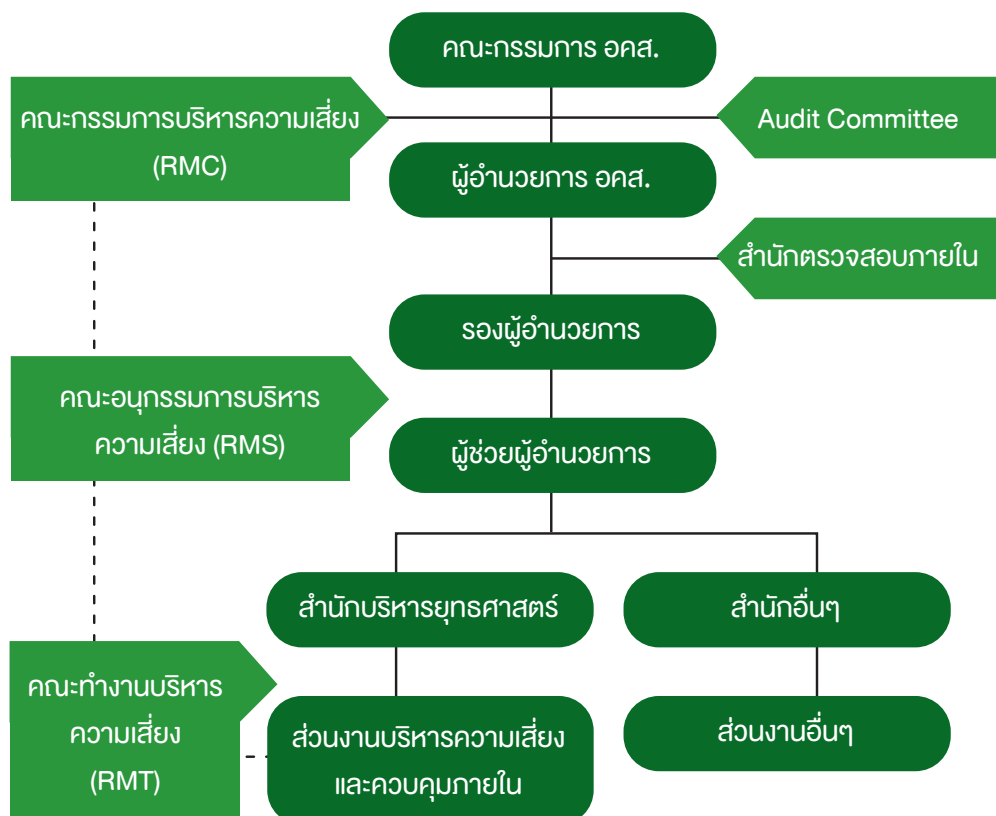 คณะกรรมการ อคส.
คณะกรรมการบริหารความเสี่ยง
(RMC)
Audit Committee
ผู้อำนวยการ อคส.
สำนักตรวจสอบภายใน
รองผู้อำนวยการ
คณะอนุกรรมการบริหาร
ความเสี่ยง (RMS)
ผู้ช่วยผู้อำนวยการ
สำนักบริหารยุทธศาสตร์
สำนักอื่นๆ
คณะทำงานบริหาร
ความเสี่ยง
(RMT)
ส่วนงานบริหารความเสี่ยง
และควบคุมภายใน
ส่วนงานอื่นๆ